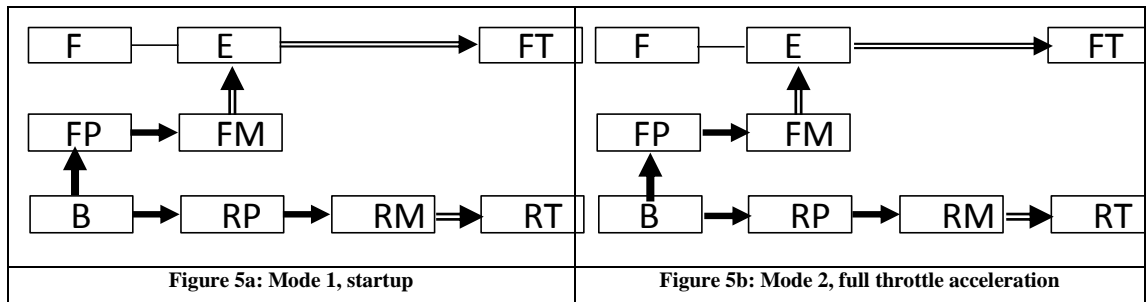 F E FT
FP FM
B RP RM RT
Figure 5a: Mode 1, startup
F E FT
FP FM
B RP RM RT
Figure 5b: Mode 2, full throttle acceleration